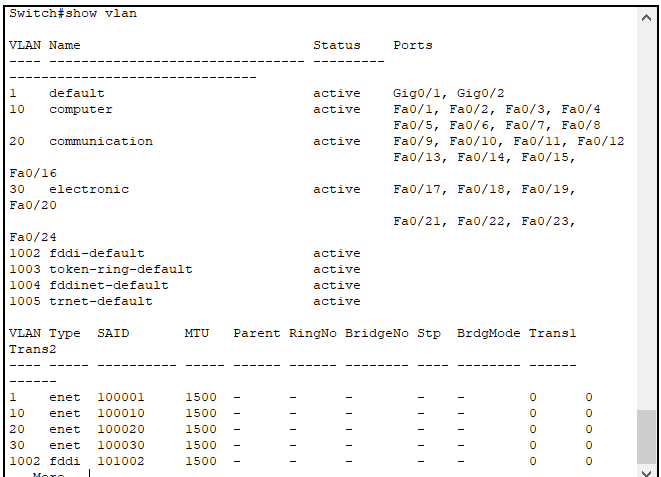 Switch#show vlan
VLAN Name Status Ports
---- -------------------------------- ---------
-------------------------------
1 default active Gig0/1, Gig0/2
10 computer active Fa0/1, Fa0/2, Fa0/3, Fa0/4
Fa0/5, Fa0/6, Fa0/7, Fa0/8
20 communication active Fa0/9, Fa0/10, Fa0/11, Fa0/12
Fa0/13, Fa0/14, Fa0/15,
Fa0/16
30 electronic active Fa0/17, Fa0/18, Fa0/19,
Fa0/20
Fa0/21, Fa0/22, Fa0/23,
Fa0/24
1002 fddi-default active
1003 token-ring-default active
1004 fddinet-default active
1005 trnet-default active
VLAN Type SAID MTU Parent RingNo BridgeNo Stp BrdgMode Trans1
Trans2
---- ----- ---------- ----- ------ ------ -------- ---- -------- ------
------
1 enet 100001 1500 - - - - - 0 0
10 enet 100010 1500 - - - - - 0 0
20 enet 100020 1500 - - - - - 0 0
30 enet 100030 1500 - - - - - 0 0
1002 fddi 101002 1500 - - - - - 0 0
More